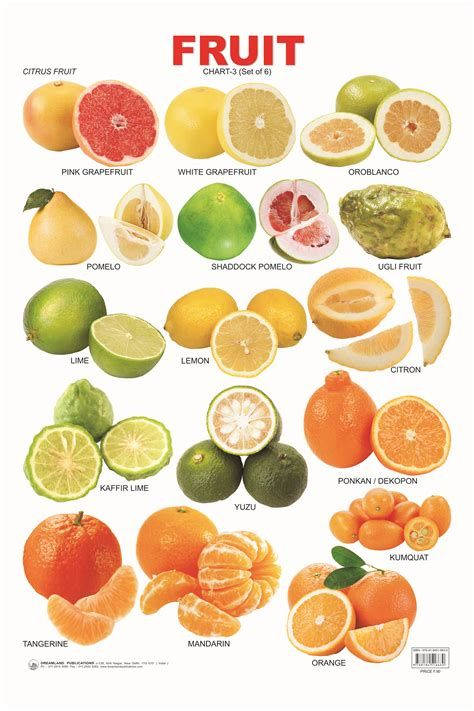 FRUIT
CITRUS FRUIT
CHART-3 (Set of 6)
PINK GRAPEFRUIT
WHITE GRAPEFRUIT
OROBLANCO
POMELO
SHADDOCK POMELO
UGLI FRUIT
LIME
LEMON
CITRON
KAFFIR LIME
YUZU
PONKAN / DEKOPON
KUMQUAT
TANGERINE
MANDARIN
ORANGE
DREAMLAND PUBLICATIONS